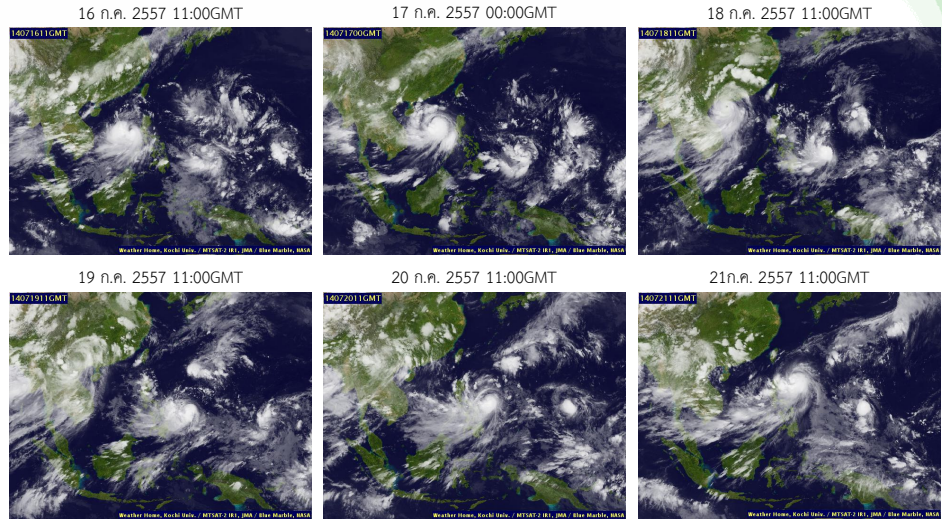 16 ก.ค. 2557 11:00GMT
17 ก.ค. 2557 00:00GMT
18 ก.ค. 2557 11:00GMT
14071611GMT
14071700GMT
14071811GMT
Weather Home, Kochi Univ. / MTSAT-2 IR1, JMA / Blue Marble, NASA
Weather Home, Kochi Univ. / MTSAT-2 IR1, JMA / Blue Marble, NASA
Weather Home, Kochi Univ. / MTSAT-2 IR1, JMA / Blue Marble, NASA
19 ก.ค. 2557 11:00GMT
20 ก.ค. 2557 11:00GMT
21ก.ค. 2557 11:00GMT
14071911GMT
14072011GMT
14072111GMT
Weather Home, Kochi Univ. / MTSAT-2 IR1, JMA / Blue Marble, NASA
Weather Home, Kochi Univ. / MTSAT-2 IR1, JMA / Blue Marble, NASA
Weather Home, Kochi Univ. / MTSAT-2 IR1, JMA / Blue Marble, NASA